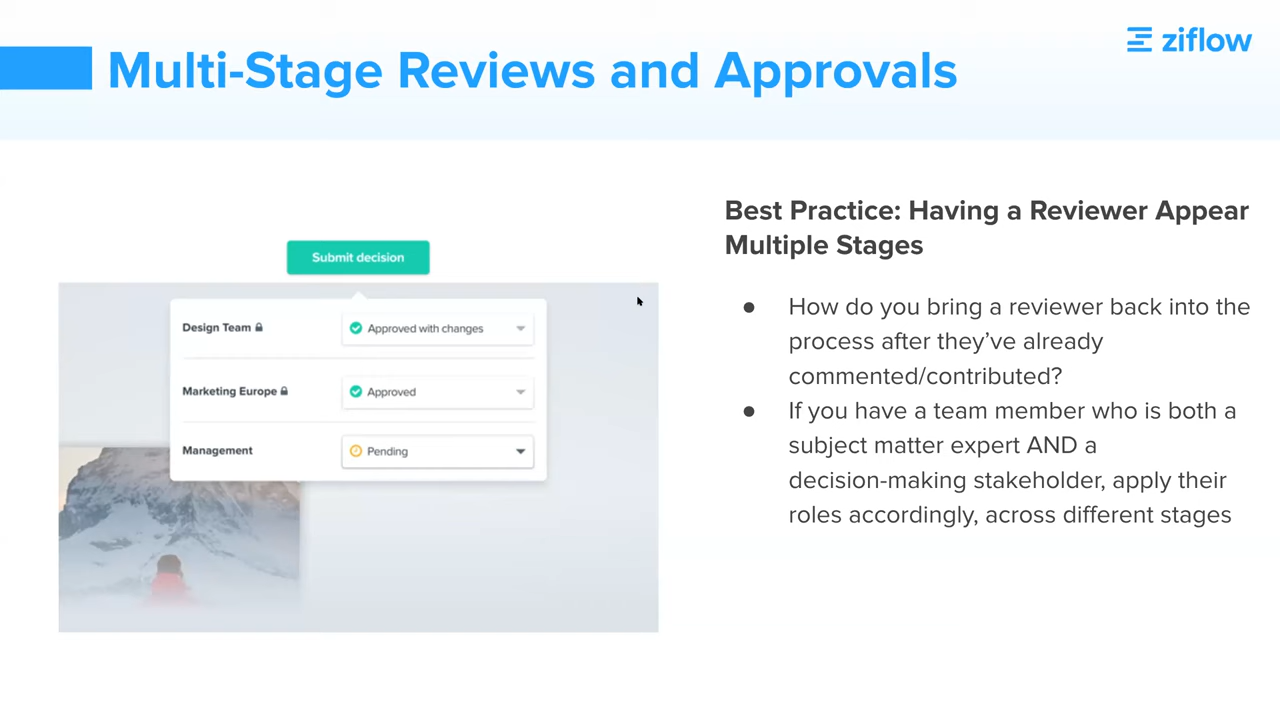 Multi-Stage Reviews and Approvals
ziflow
Submit decision
Design Team
Approved with changes
Marketing Europe
Approved
Management
Pending
Best Practice: Having a Reviewer Appear
Multiple Stages
● How do you bring a reviewer back into the
process after they’ve already
commented/contributed?
● If you have a team member who is both a
subject matter expert AND a
decision-making stakeholder, apply their
roles accordingly, across different stages